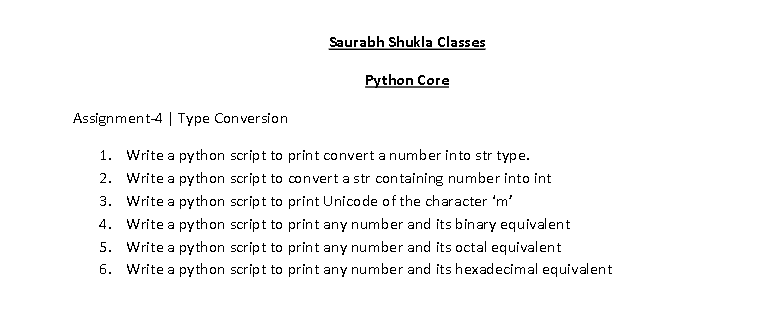 Saurabh Shukla Classes
Python Core
Assignment-4 | Type Conversion
1. Write a python script to print convert a number into str type.
2. Write a python script to convert a str containing number into int
3. Write a python script to print Unicode of the character ‘m’
4. Write a python script to print any number and its binary equivalent
5. Write a python script to print any number and its octal equivalent
6. Write a python script to print any number and its hexadecimal equivalent